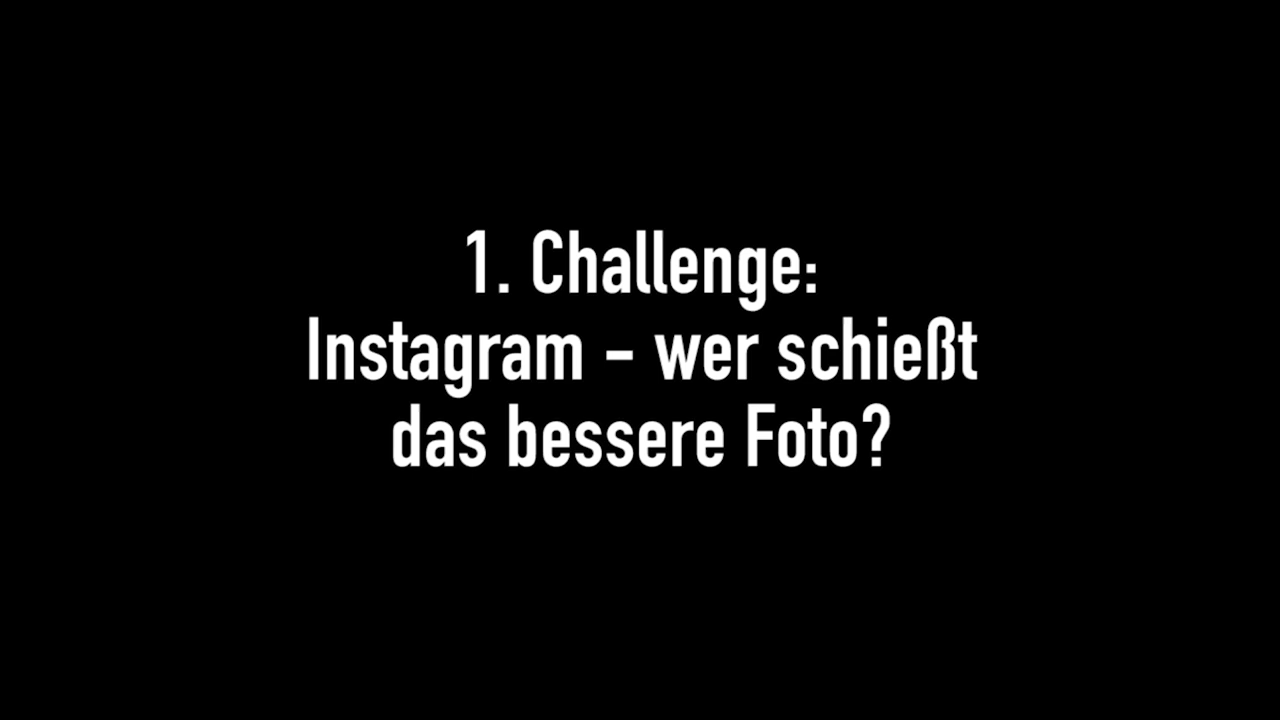 1. Challenge:
Instagram – wer schießt
das bessere Foto?